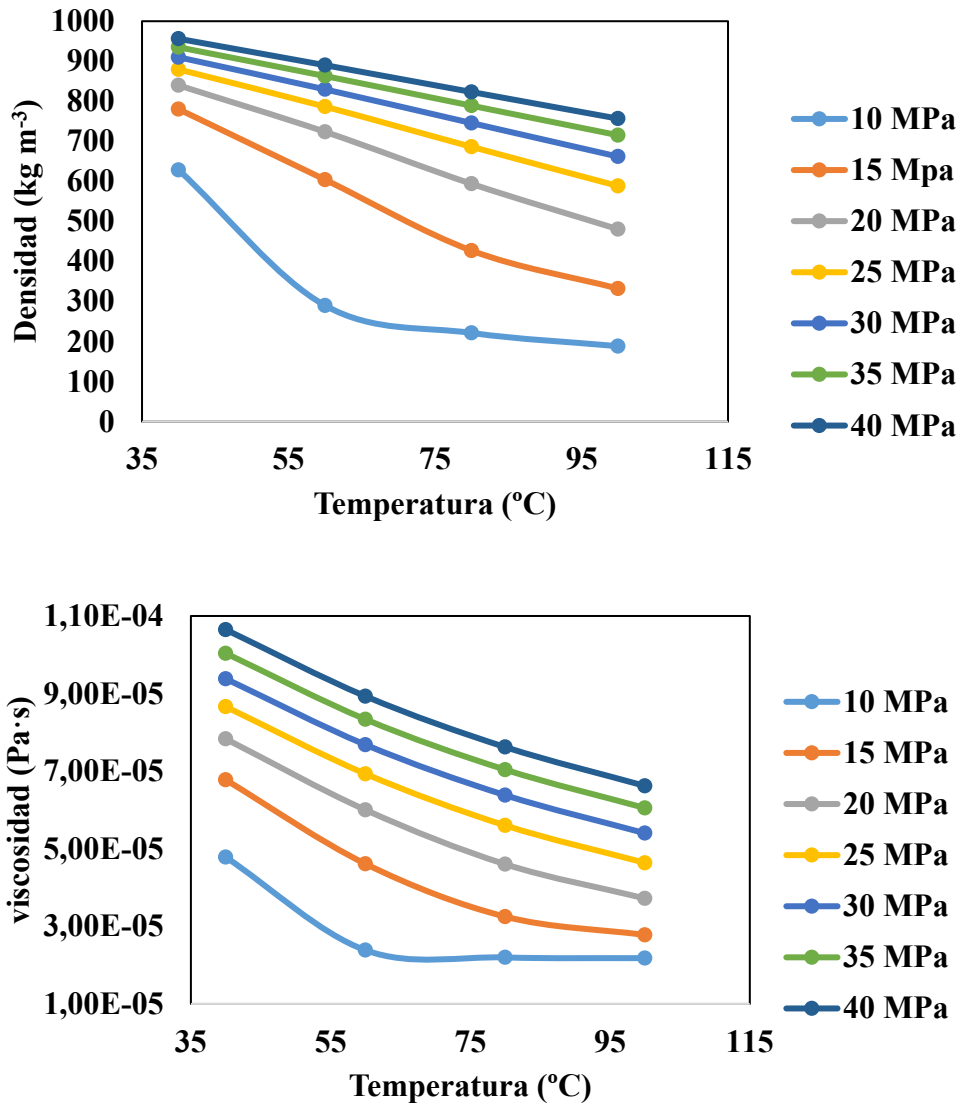 1000
900
800
700
600
500
400
300
200
100
0
Densidad (kg m-3)
35 55 75 95 115
Temperatura (ºC)
10 MPa
15 Mpa
20 MPa
25 MPa
30 MPa
35 MPa
40 MPa
1,10E-04
9,00E-05
7,00E-05
5,00E-05
3,00E-05
1,00E-05
viscosidad (Pa·s)
35 55 75 95 115
Temperatura (ºC)
10 MPa
15 MPa
20 MPa
25 MPa
30 MPa
35 MPa
40 MPa